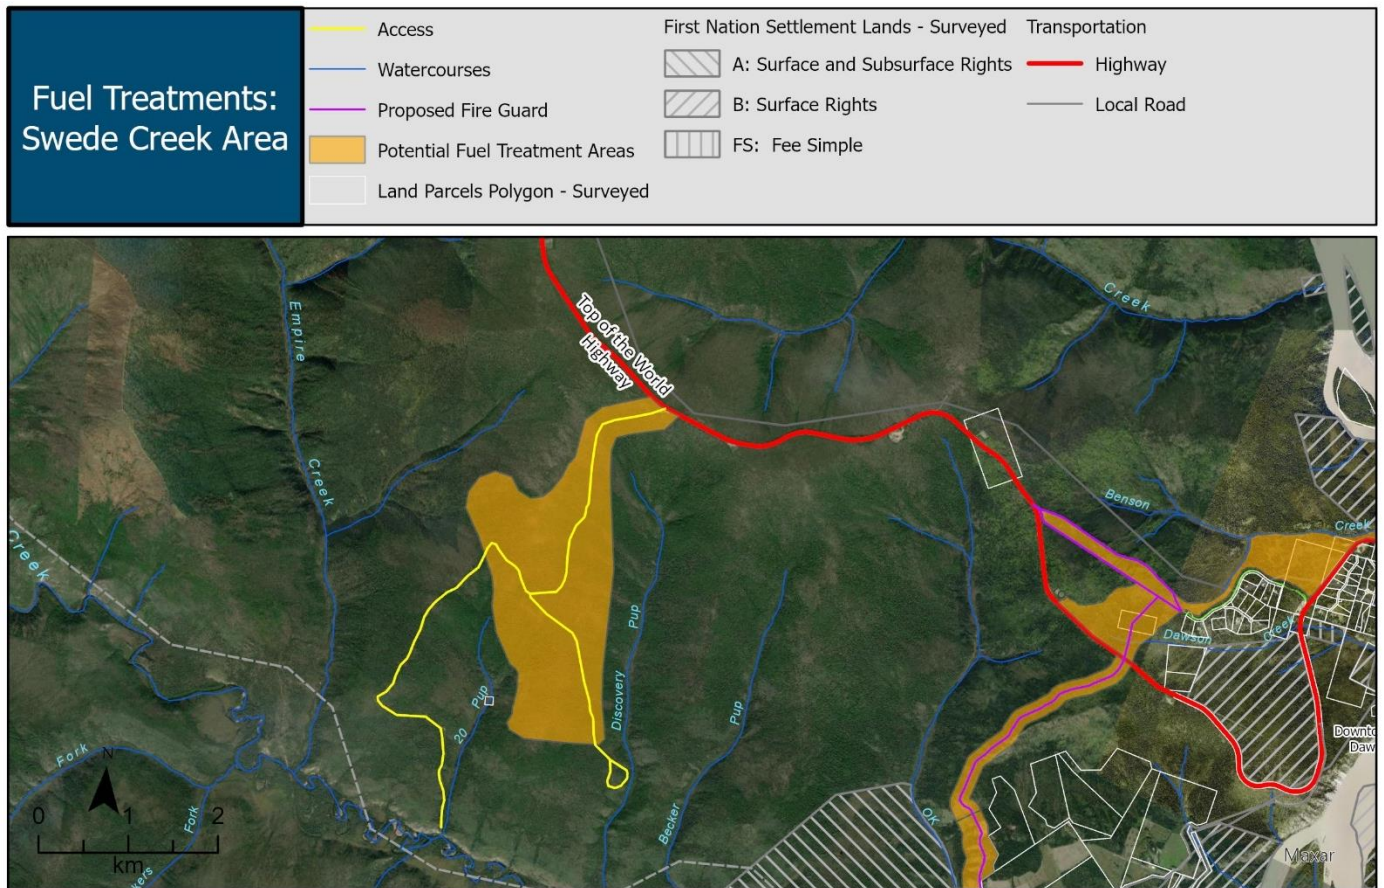 Fuel Treatments:
Swede Creek Area
Access
Watercourses
Proposed Fire Guard
Potential Fuel Treatment Areas
Land Parcels Polygon - Surveyed
First Nation Settlement Lands - Surveyed
A: Surface and Subsurface Rights
B: Surface Rights
FS: Fee Simple
Transportation
Highway
Local Road
Empire
Creek
Top of the World
Highway
Creek
Benson
Creek
Creek
Dawson
Creek
Pup
Discovery
Pup
20
Pup
Becker
OK
Downto
Daw
Fork
Fork
kers
N
0 1 2
km
Maxar